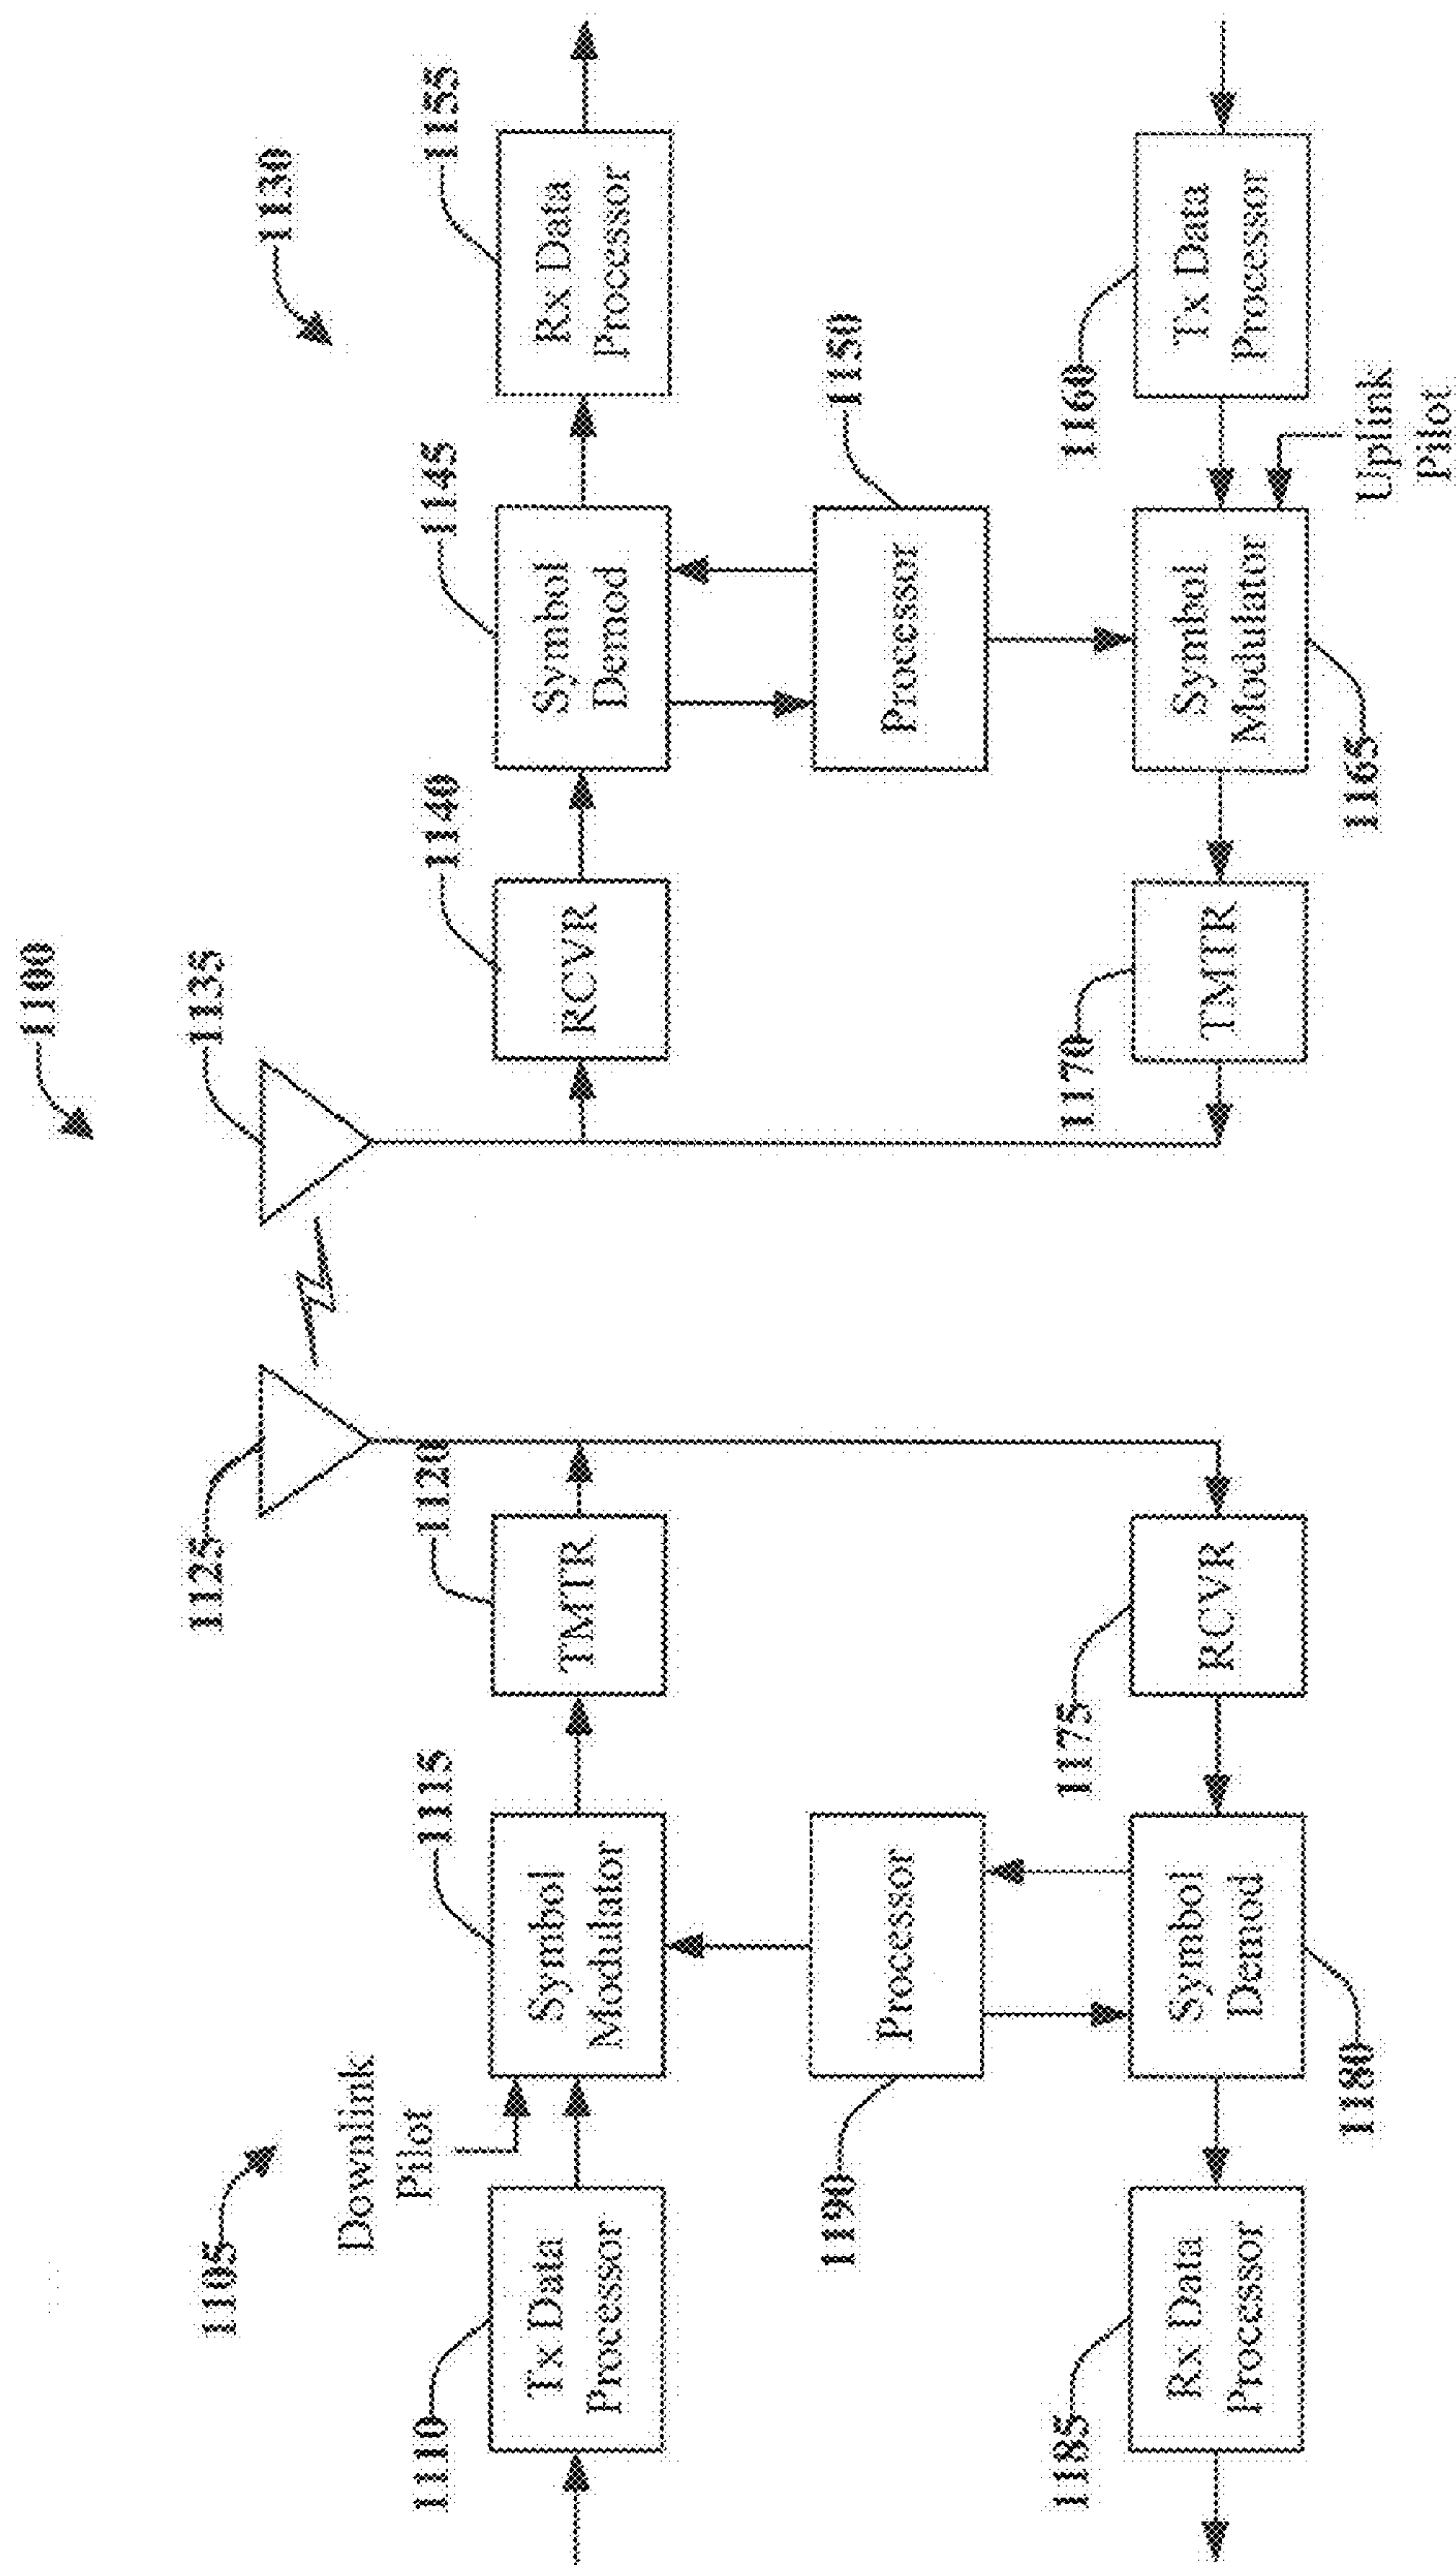 1100
1105
1125
1135
1130
Downlink
Pilot
1110
Tx Data
Processor
1115
Symbol
Modulator
1120
TMTR
1140
RCVR
1145
Symbol
Demod
1155
Rx Data
Processor
1190
Processor
1150
Processor
1185
Rx Data
Processor
1180
Symbol
Demod
1175
RCVR
1170
TMTR
1165
Symbol
Modulator
1160
Tx Data
Processor
Uplink
Pilot